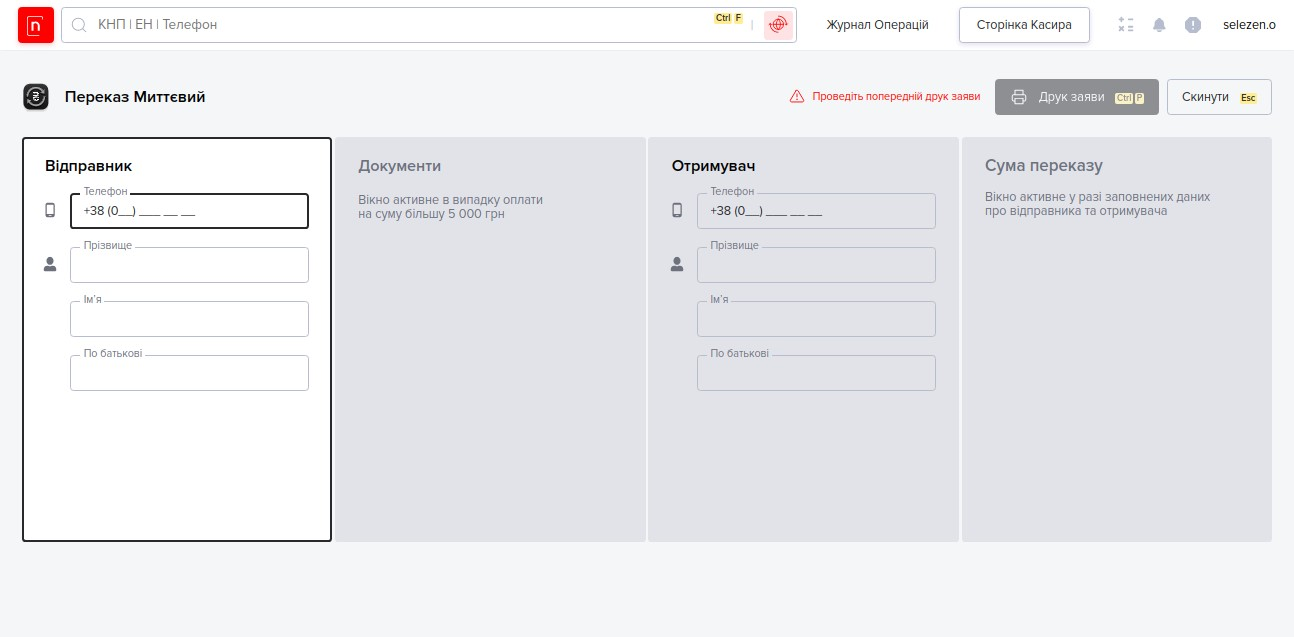 n
КНП | ЕН | Телефон
Ctrl F
Журнал Операцій
Сторінка Касира
selezen.o
Переказ Миттєвий
Проведіть попередній друк заяви
Друк заяви
Ctrl P
Скинути
Esc
Відправник
Телефон
+38 (0__) ___ __ __
Прізвище
Ім'я
По батькові
Документи
Вікно активне в випадку оплати
на суму більшу 5 000 грн
Отримувач
Телефон
+38 (0__) ___ __ __
Прізвище
Ім'я
По батькові
Сума переказу
Вікно активне у разі заповнених даних
про відправника та отримувача